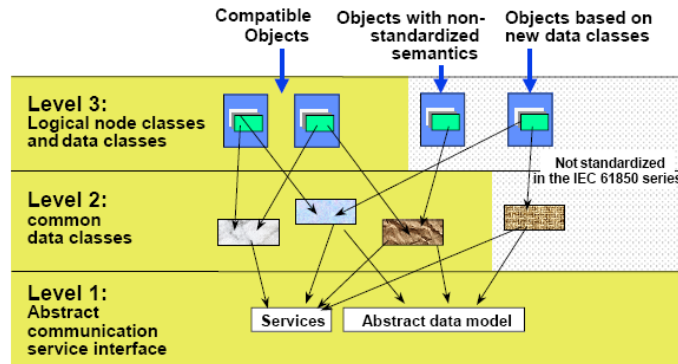 Compatible
Objects
Objects with non-
standardized
semantics
Objects based on
new data classes
Level 3:
Logical node classes
and data classes
Not standardized
in the IEC 61850 series
Level 2:
common
data classes
Level 1:
Abstract
communication
service interface
Services
Abstract data model